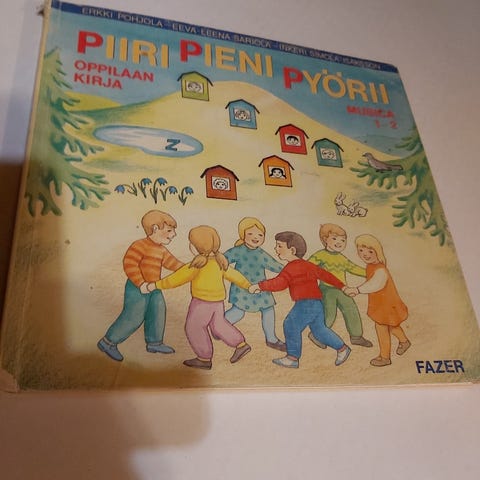 ERKKI POHJOLA – EEVA-LEENA SARIOLA – INKERI SIMOLA-ISAKSSON
PIIRI PIENI PYÖRII
OPPILAAN
KIRJA
MUSICA
1–2
Z
FAZER